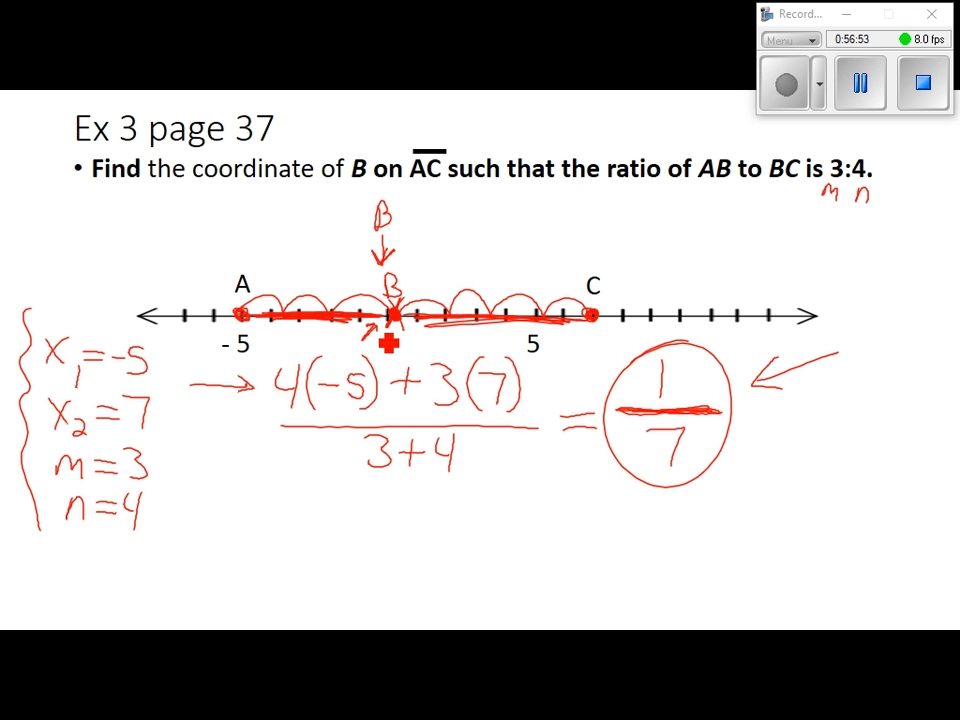 Record...
Menu 0:56:53 8.0 fps
Ex 3 page 37
• Find the coordinate of B on AC such that the ratio of AB to BC is 3:4.
m n
B
A B C
- 5 5
x₁ = -5
4(-5) + 3(7) = 1
3+4 7
x₂ = 7
m = 3
n = 4